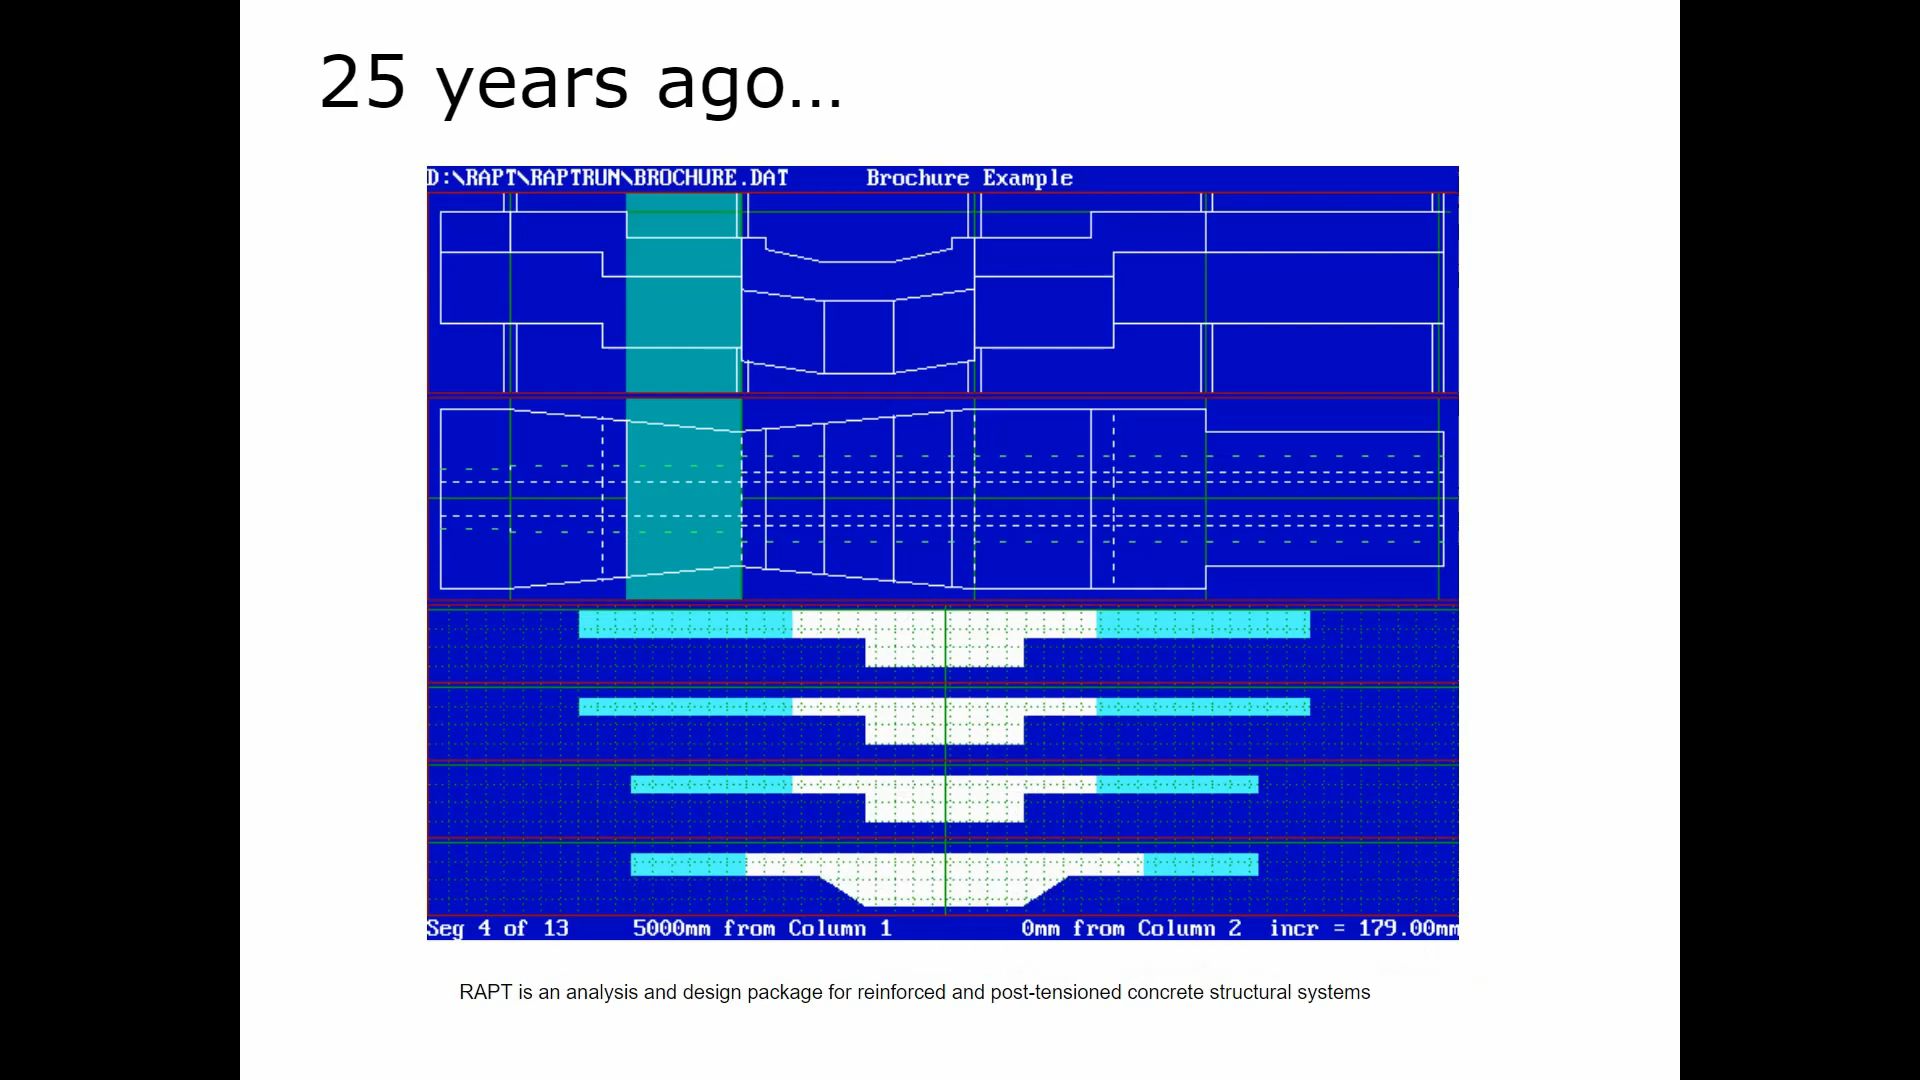 25 years ago...
D:\RAPT\RAPTRUN\BROCHURE.DAT Brochure Example
Seg 4 of 13 5000mm from Column 1 0mm from Column 2 incr = 179.00mm
RAPT is an analysis and design package for reinforced and post-tensioned concrete structural systems